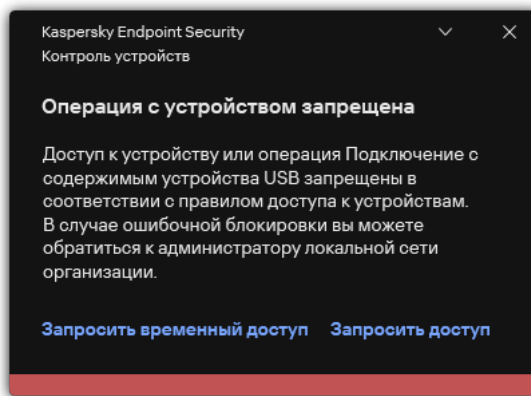 Kaspersky Endpoint Security
Контроль устройств
Операция с устройством запрещена
Доступ к устройству или операция Подключение с
содержимым устройства USB запрещены в
соответствии с правилом доступа к устройствам.
В случае ошибочной блокировки вы можете
обратиться к администратору локальной сети
организации.
Запросить временный доступ Запросить доступ